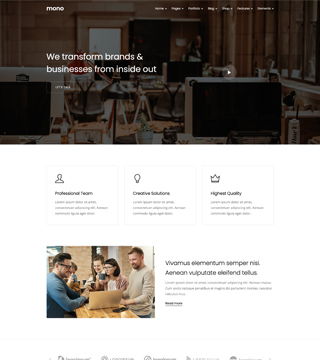 mono
Home Pages Portfolio Blog Shop Features Elements
We transform brands &
businesses from inside out
LET'S TALK
Professional Team
Lorem ipsum dolor sit amet,
consectetuer adipiscing elit. Aenean
commodo ligula eget dolor.
Creative Solutions
Lorem ipsum dolor sit amet,
consectetuer adipiscing elit. Aenean
commodo ligula eget dolor.
Highest Quality
Lorem ipsum dolor sit amet,
consectetuer adipiscing elit. Aenean
commodo ligula eget dolor.
Vivamus elementum semper nisi.
Aenean vulputate eleifend tellus.
Read more